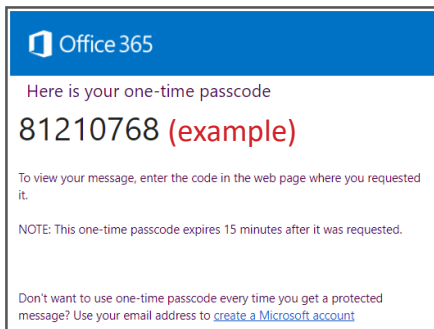 Office 365
Here is your one-time passcode
81210768 (example)
To view your message, enter the code in the web page where you requested
it.
NOTE: This one-time passcode expires 15 minutes after it was requested.
Don't want to use one-time passcode every time you get a protected
message? Use your email address to create a Microsoft account